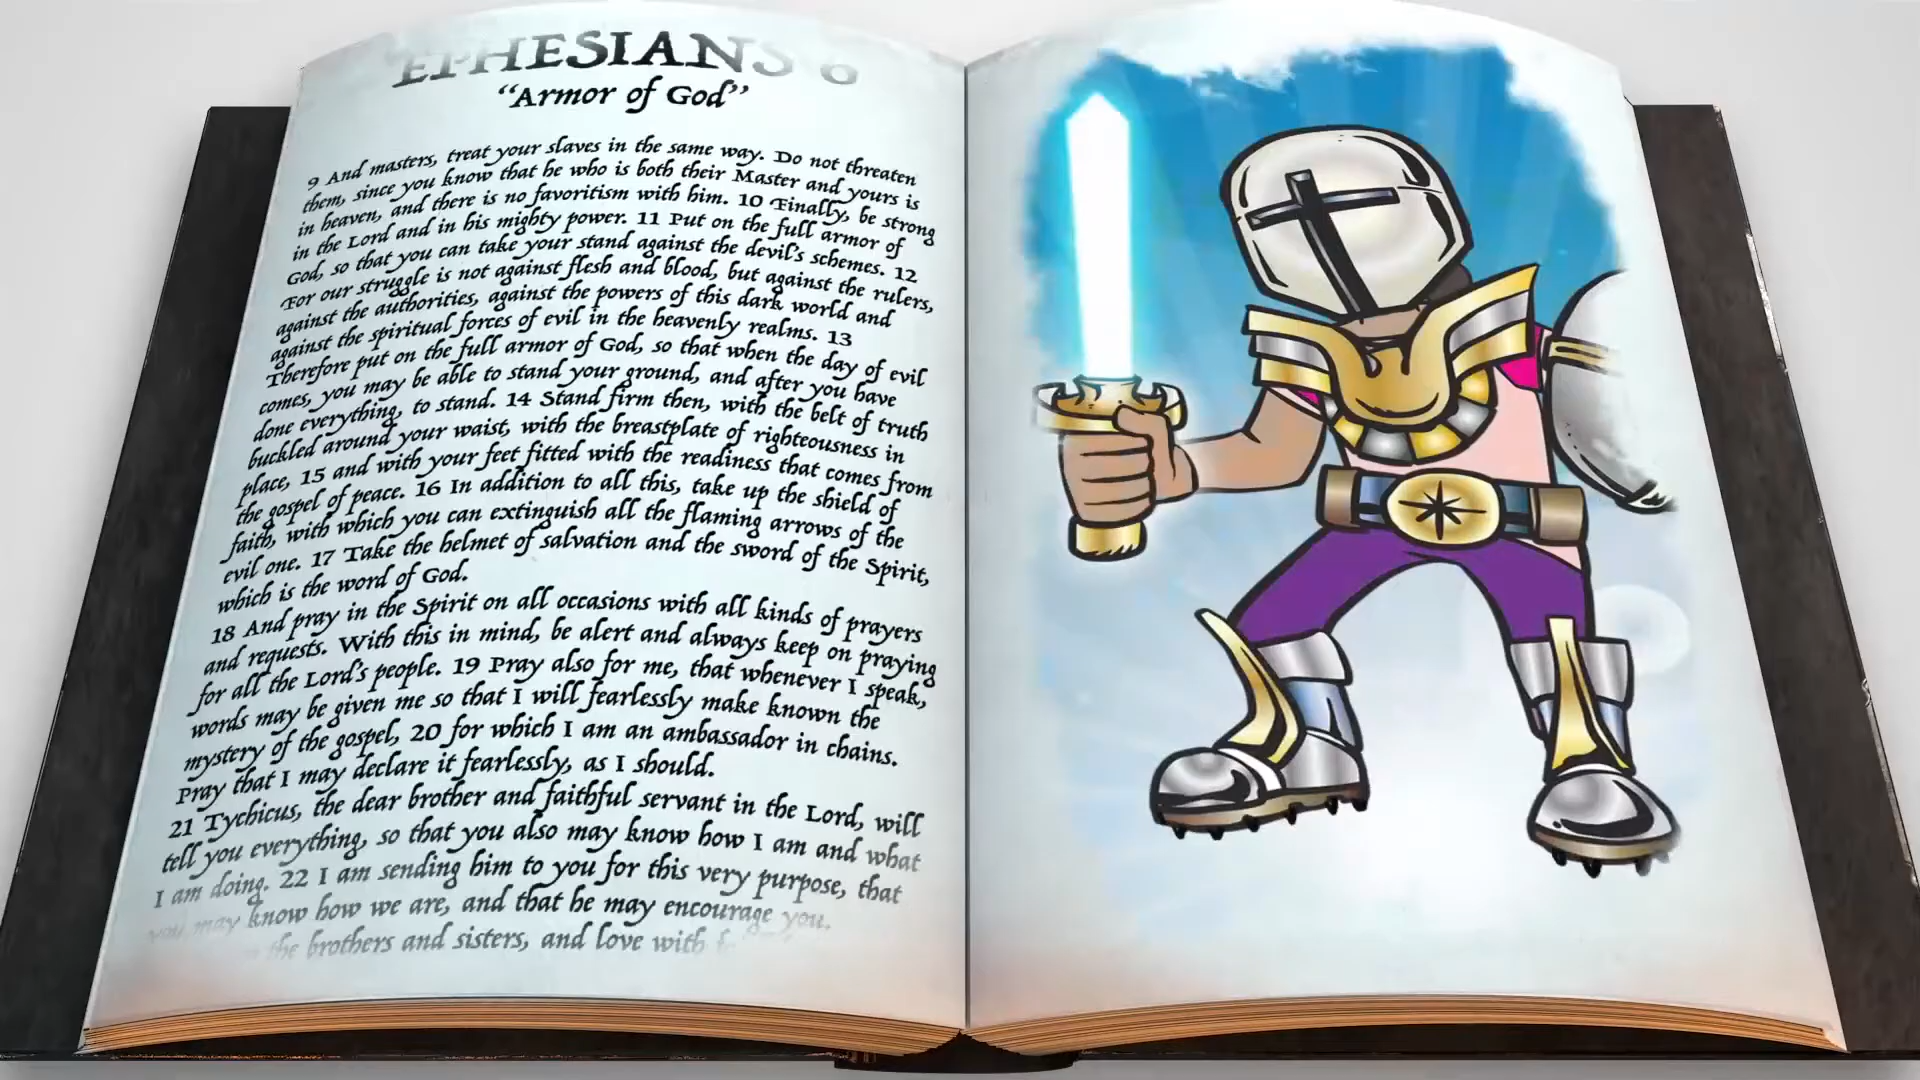 EPHESIANS 6
“Armor of God”
9 And masters, treat your slaves in the same way. Do not threaten
them, since you know that he who is both their Master and yours is
in heaven, and there is no favoritism with him. 10 Finally, be strong
in the Lord and in his mighty power. 11 Put on the full armor of
God, so that you can take your stand against the devil's schemes. 12
For our struggle is not against flesh and blood, but against the rulers,
against the authorities, against the powers of this dark world and
against the spiritual forces of evil in the heavenly realms. 13
Therefore put on the full armor of God, so that when the day of evil
comes, you may be able to stand your ground, and after you have
done everything, to stand. 14 Stand firm then, with the belt of truth
buckled around your waist, with the breastplate of righteousness in
place, 15 and with your feet fitted with the readiness that comes from
the gospel of peace. 16 In addition to all this, take up the shield of
faith, with which you can extinguish all the flaming arrows of the
evil one. 17 Take the helmet of salvation and the sword of the Spirit,
which is the word of God.
18 And pray in the Spirit on all occasions with all kinds of prayers
and requests. With this in mind, be alert and always keep on praying
for all the Lord's people. 19 Pray also for me, that whenever I speak,
words may be given me so that I will fearlessly make known the
mystery of the gospel, 20 for which I am an ambassador in chains.
Pray that I may declare it fearlessly, as I should.
21 Tychicus, the dear brother and faithful servant in the Lord, will
tell you everything, so that you also may know how I am and what
I am doing. 22 I am sending him to you for this very purpose, that
you may know how we are, and that he may encourage you.
the brothers and sisters, and love with